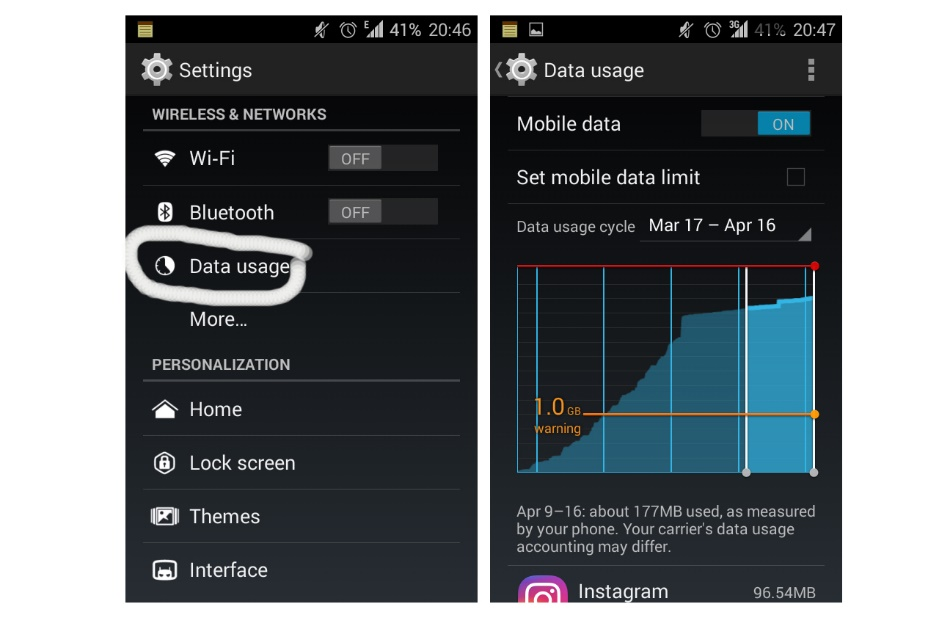 E 41% 20:46
Settings
WIRELESS & NETWORKS
Wi-Fi OFF
Bluetooth OFF
Data usage
More...
PERSONALIZATION
Home
Lock screen
Themes
Interface
3G 41% 20:47
Data usage
Mobile data ON
Set mobile data limit
Data usage cycle Mar 17 – Apr 16
1.0 GB
warning
Apr 9–16: about 177MB used, as measured
by your phone. Your carrier's data usage
accounting may differ.
Instagram 96.54MB